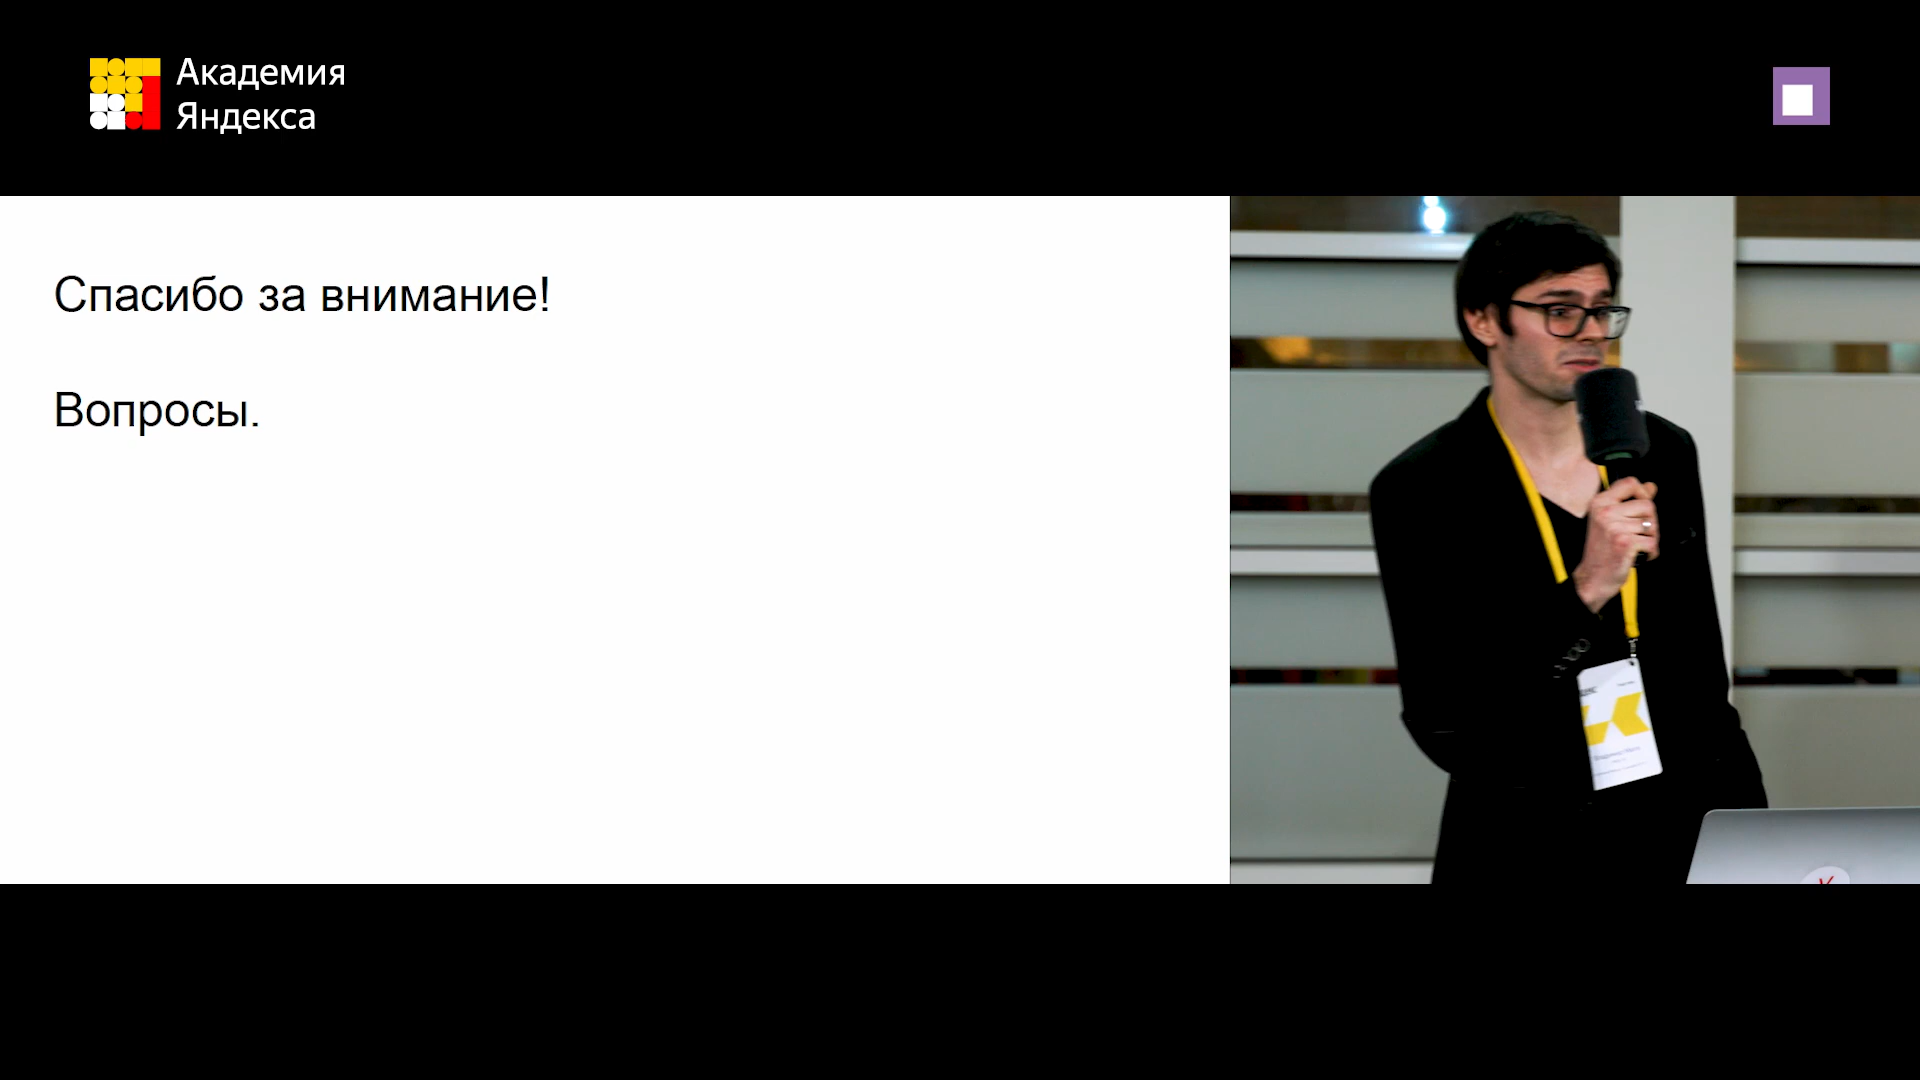 Академия
Яндекса
Спасибо за внимание!
Вопросы.